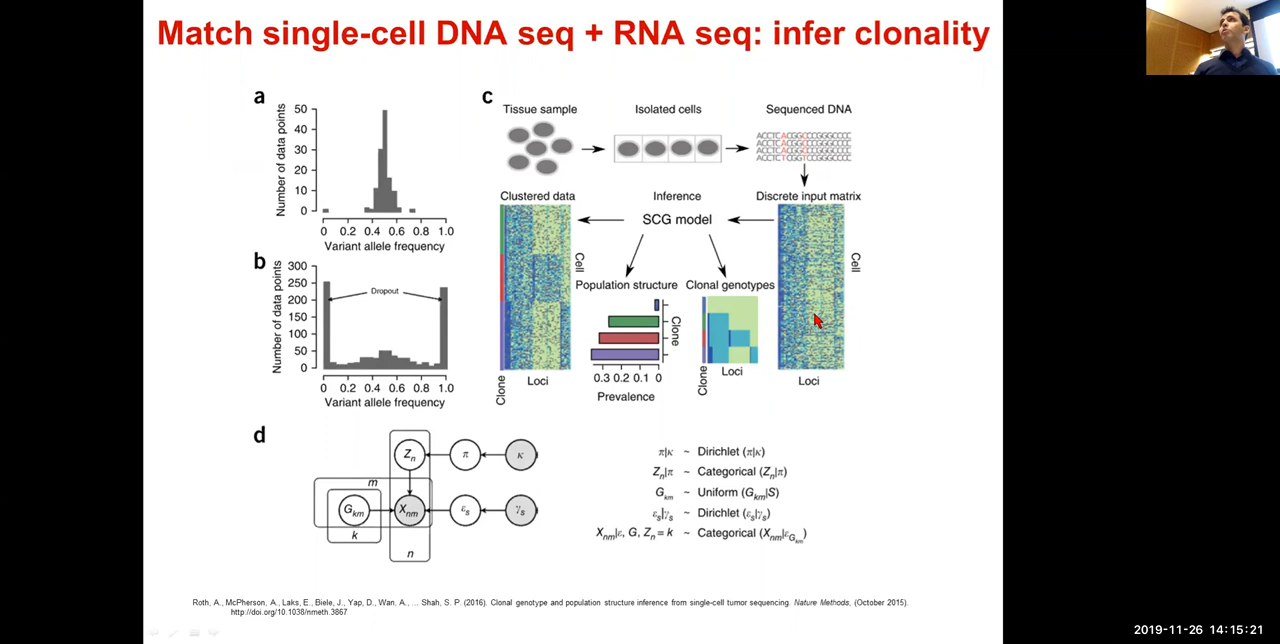 Match single-cell DNA seq + RNA seq: infer clonality
a
Number of data points
50
40
30
20
10
0
0 0.2 0.4 0.6 0.8 1.0
Variant allele frequency
b
Number of data points
300
250
200
150
100
50
0
Dropout
0 0.2 0.4 0.6 0.8 1.0
Variant allele frequency
c
Tissue sample
Isolated cells
Sequenced DNA
ACCTCACGGCCCGGGCCCC
ACCTCACGGCCCGGGCCCC
ACCTCACGGCCCGGGCCCC
ACCTCTCGGTCCGGGCCCC
Clustered data
Inference
Discrete input matrix
SCG model
Cell
Cell
Population structure
Clonal genotypes
Clone
0.3 0.2 0.1 0
Prevalence
Clone
Loci
Clone
Loci
Loci
d
Zn
π
κ
m
Gkm
Xnm
εs
γs
k
n
π|κ ~ Dirichlet (π|κ)
Zn|π ~ Categorical (Zn|π)
Gkm ~ Uniform (Gkm|S)
εs|γs ~ Dirichlet (εs|γs)
Xnm|ε, G, Zn = k ~ Categorical (Xnm|εGkm)
Roth, A., McPherson, A., Laks, E., Biele, J., Yap, D., Wan, A., ... Shah, S. P. (2016). Clonal genotype and population structure inference from single-cell tumor sequencing. Nature Methods, (October 2015).
http://doi.org/10.1038/nmeth.3867
2019-11-26 14:15:21